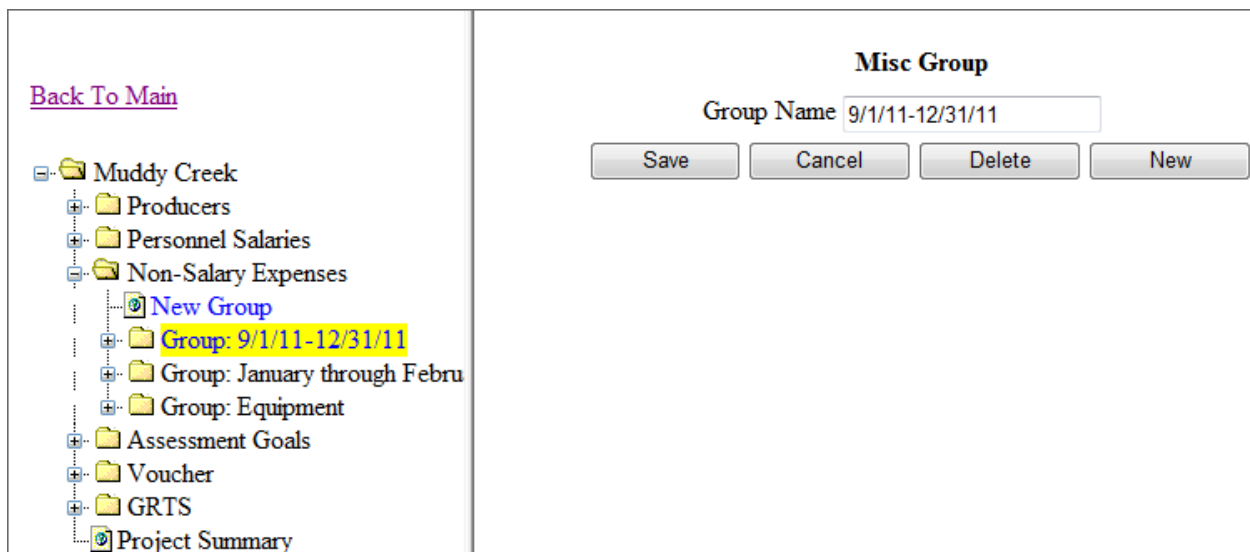 Back To Main
Muddy Creek
Producers
Personnel Salaries
Non-Salary Expenses
New Group
Group: 9/1/11-12/31/11
Group: January through Febru
Group: Equipment
Assessment Goals
Voucher
GRTS
Project Summary
Misc Group
Group Name 9/1/11-12/31/11
Save Cancel Delete New